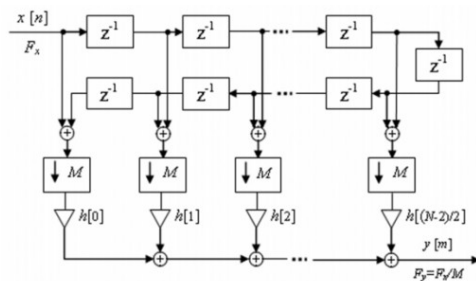 x [n]
F_x
z⁻¹ z⁻¹ ... z⁻¹
z⁻¹
z⁻¹ z⁻¹ ... z⁻¹
+ + + +
↓ M ↓ M ↓ M ↓ M
h[0] h[1] h[2] h[(N-2)/2]
y [m]
+ + ... +
F_y=F_x/M